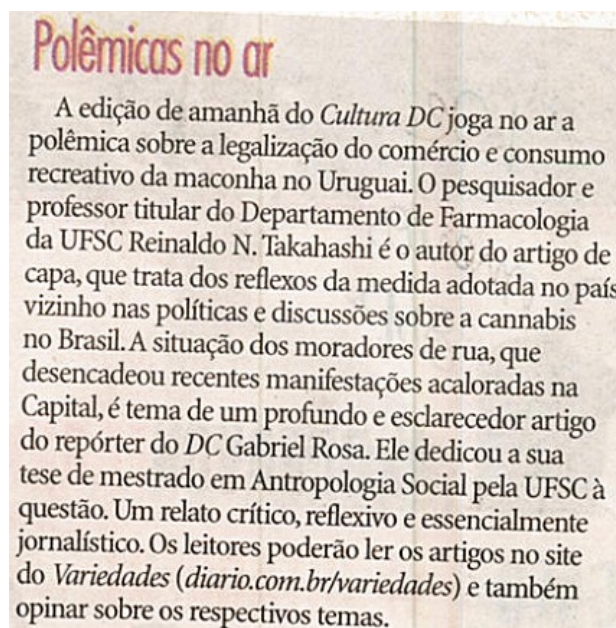 Polêmicas no ar
A edição de amanhã do Cultura DC joga no ar a
polêmica sobre a legalização do comércio e consumo
recreativo da maconha no Uruguai. O pesquisador e
professor titular do Departamento de Farmacologia
da UFSC Reinaldo N. Takahashi é o autor do artigo de
capa, que trata dos reflexos da medida adotada no país
vizinho nas políticas e discussões sobre a cannabis
no Brasil. A situação dos moradores de rua, que
desencadeou recentes manifestações acaloradas na
Capital, é tema de um profundo e esclarecedor artigo
do repórter do DC Gabriel Rosa. Ele dedicou a sua
tese de mestrado em Antropologia Social pela UFSC à
questão. Um relato crítico, reflexivo e essencialmente
jornalístico. Os leitores poderão ler os artigos no site
do Variedades (diario.com.br/variedades) e também
opinar sobre os respectivos temas.